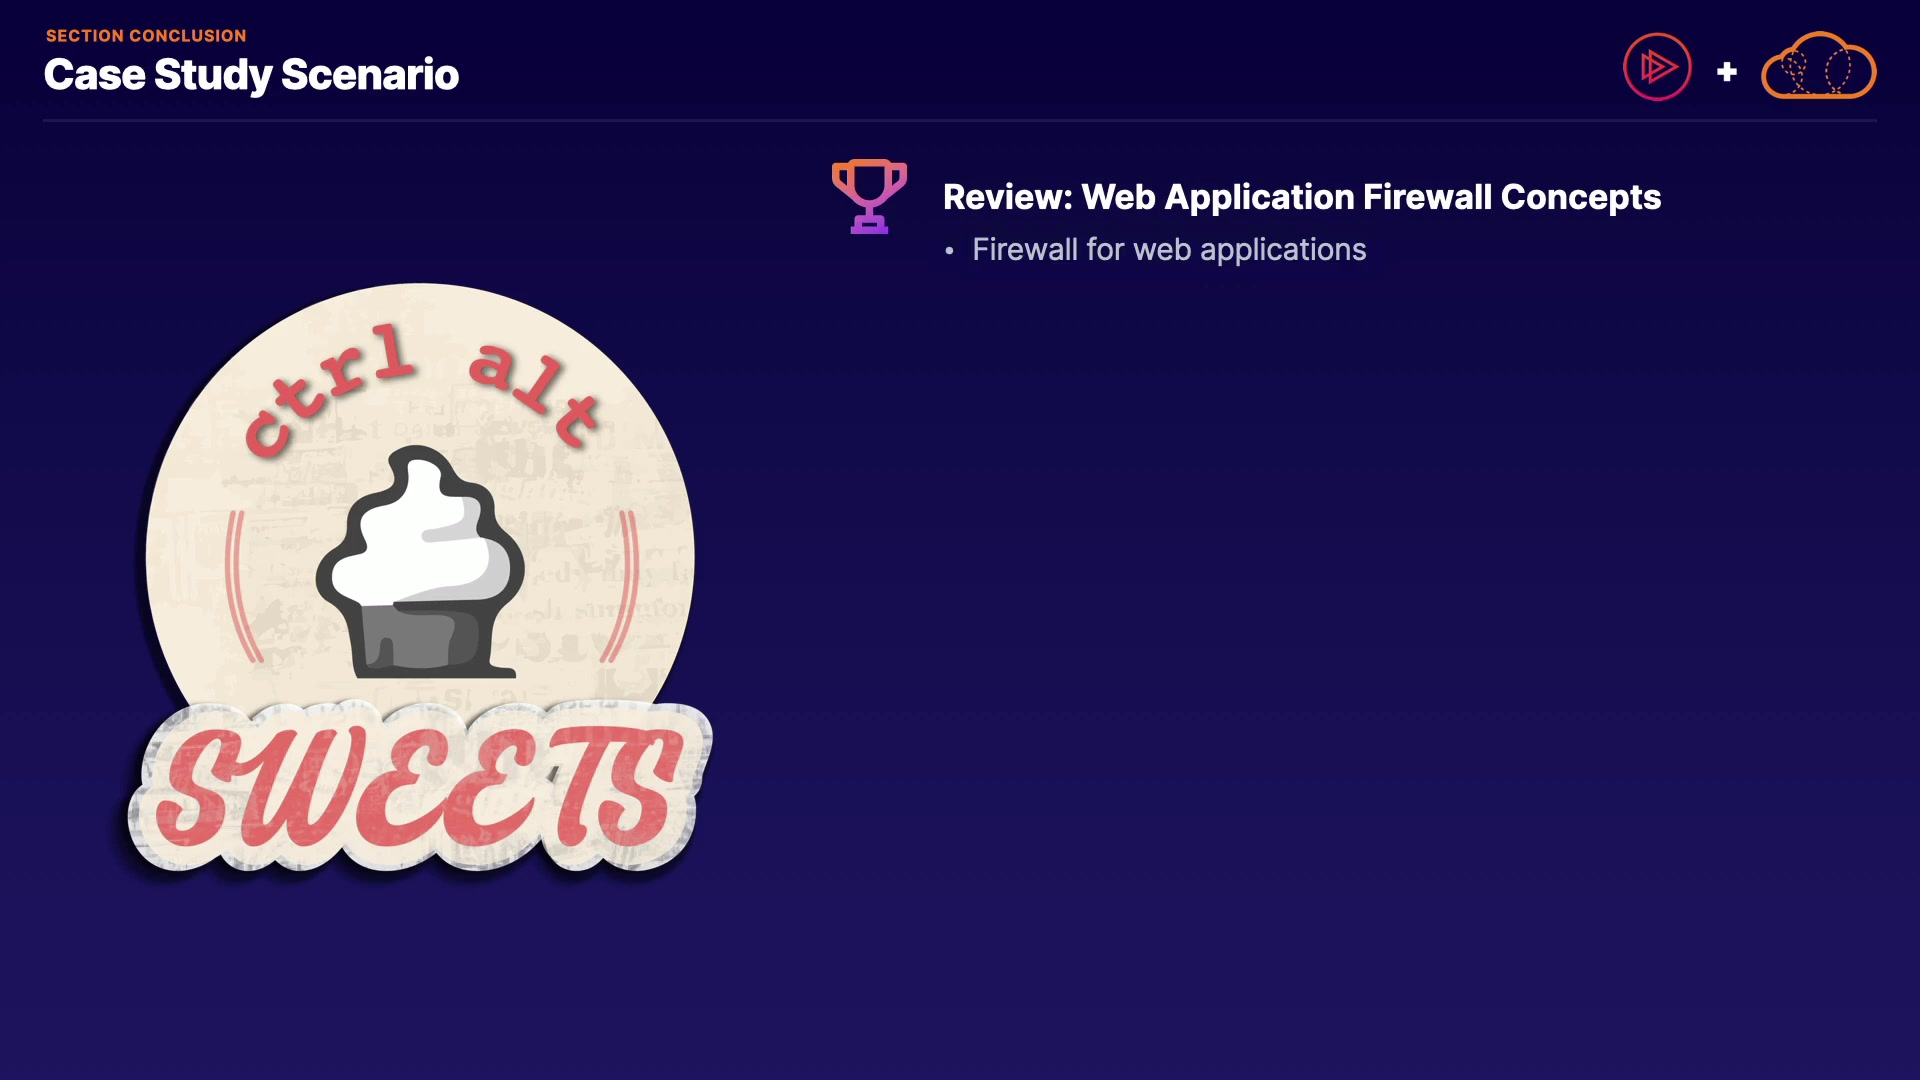 SECTION CONCLUSION
Case Study Scenario
Review: Web Application Firewall Concepts
• Firewall for web applications
ctrl alt
SWEETS